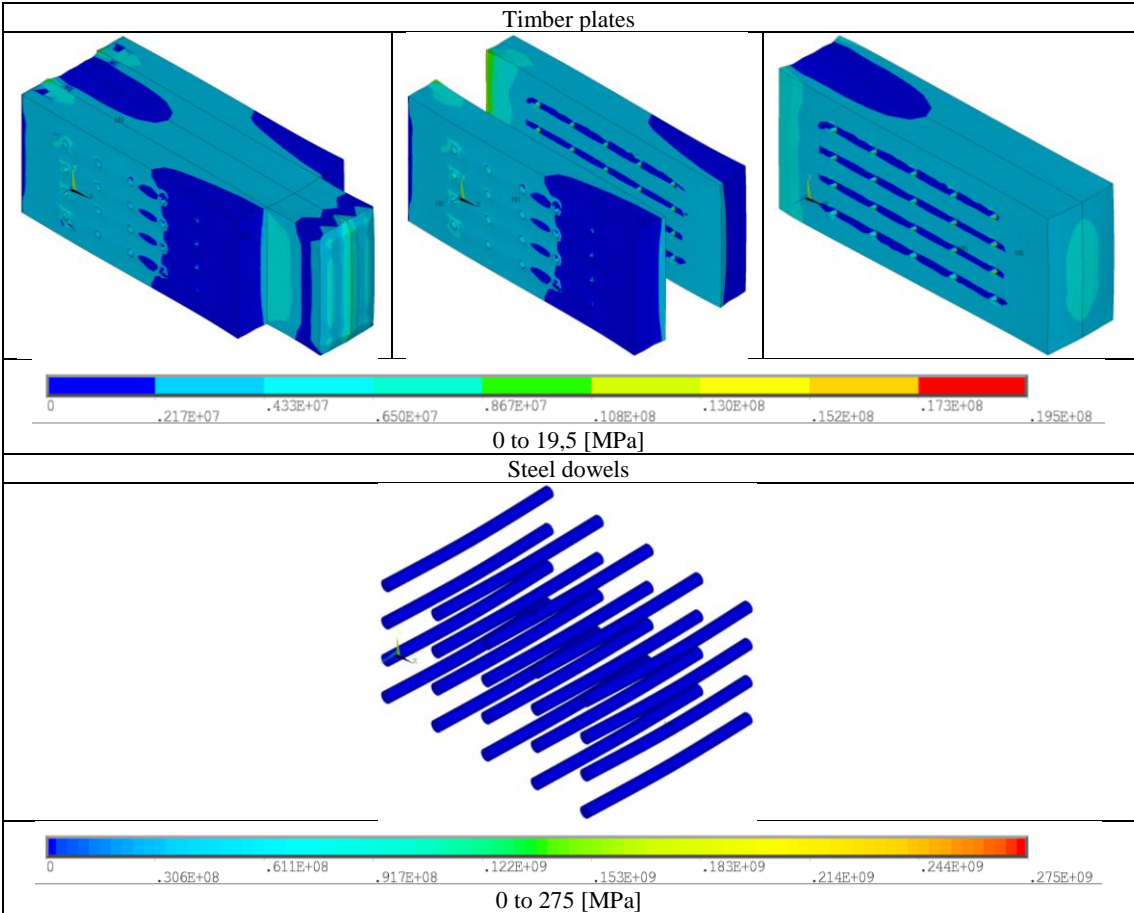 Timber plates
0 .217E+07 .433E+07 .650E+07 .867E+07 .108E+08 .130E+08 .152E+08 .173E+08 .195E+08
0 to 19,5 [MPa]
Steel dowels
0 .306E+08 .611E+08 .917E+08 .122E+09 .153E+09 .183E+09 .214E+09 .244E+09 .275E+09
0 to 275 [MPa]